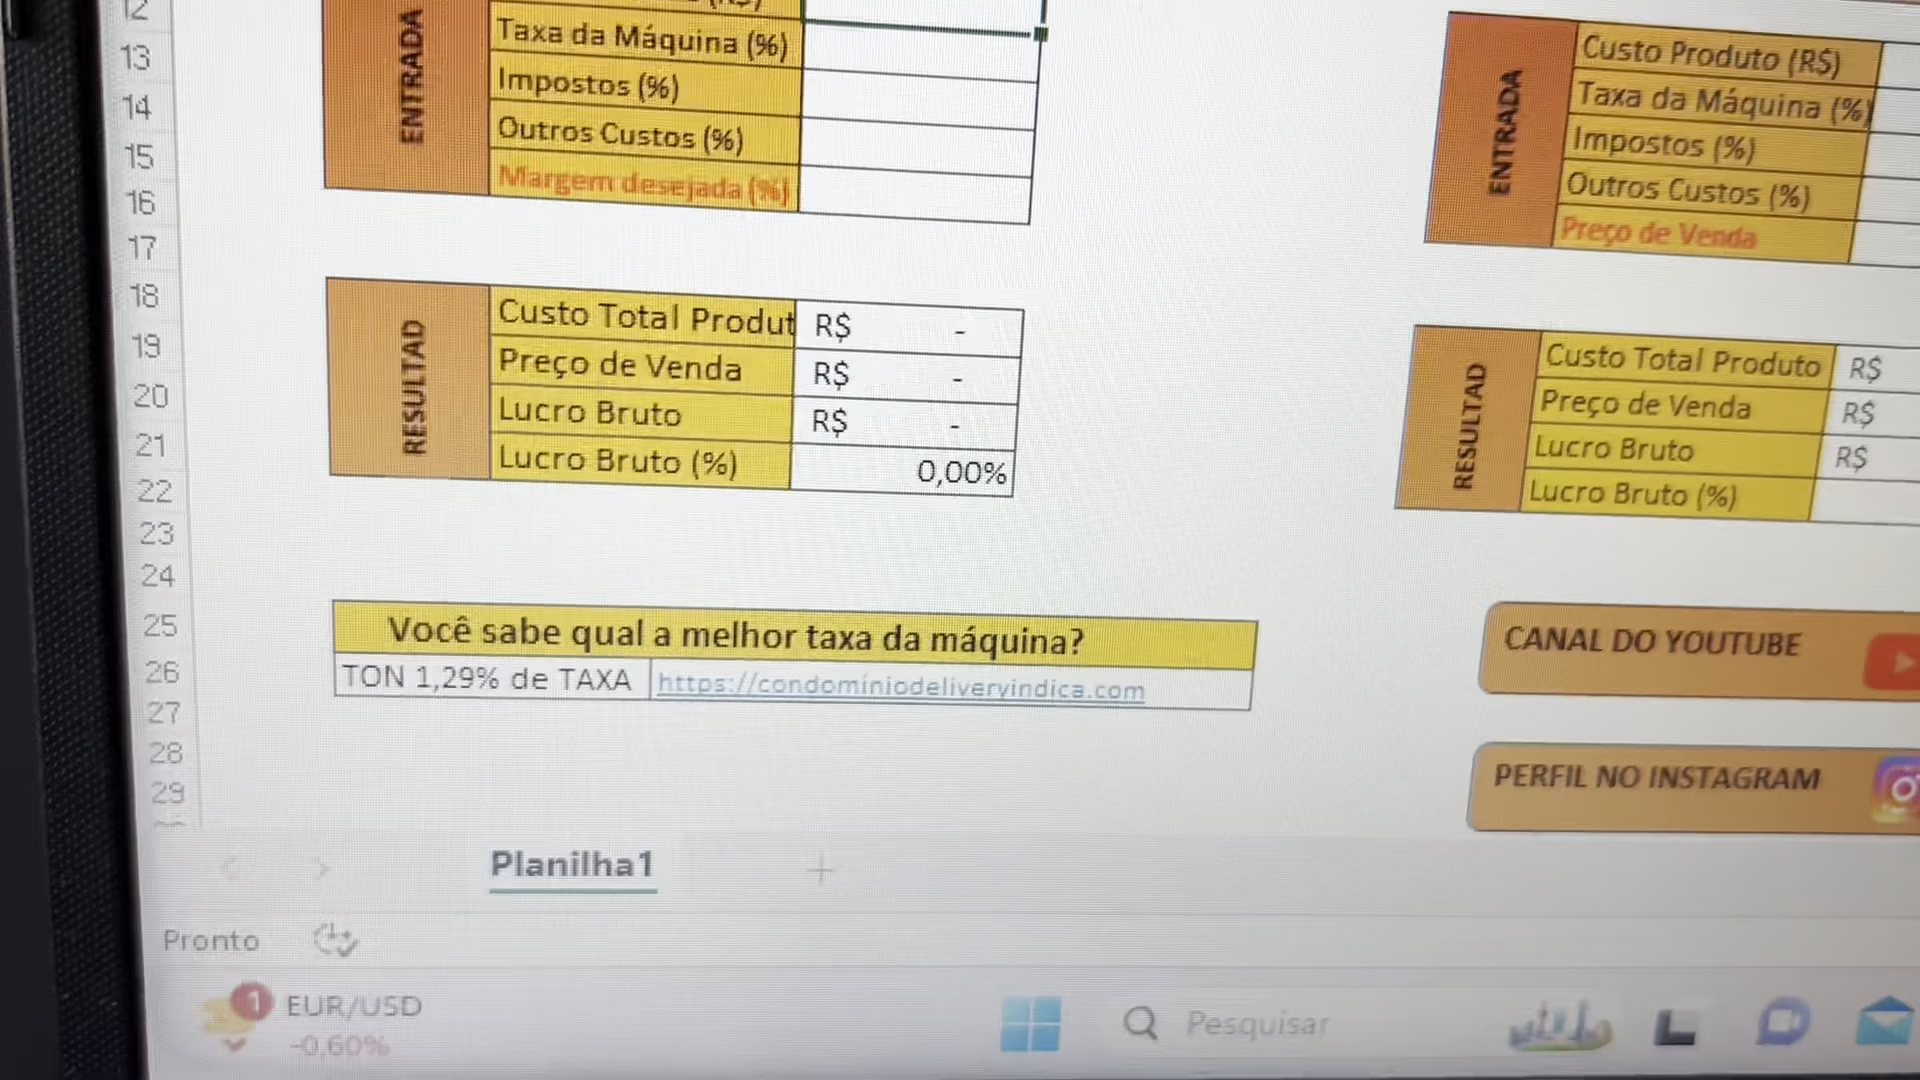 12
13
14
15
16
17
18
19
20
21
22
23
24
25
26
27
28
29
ENTRADA
Taxa da Máquina (%)
Impostos (%)
Outros Custos (%)
Margem desejada (%)
RESULTAD
Custo Total Produt R$ -
Preço de Venda R$ -
Lucro Bruto R$ -
Lucro Bruto (%) 0,00%
Você sabe qual a melhor taxa da máquina?
TON 1,29% de TAXA https://condominiodeliveryindica.com
ENTRADA
Custo Produto (R$)
Taxa da Máquina (%)
Impostos (%)
Outros Custos (%)
Preço de Venda
RESULTAD
Custo Total Produto R$
Preço de Venda R$
Lucro Bruto R$
Lucro Bruto (%)
CANAL DO YOUTUBE
PERFIL NO INSTAGRAM
Planilha1
Pronto
1
EUR/USD
-0,60%
Pesquisar